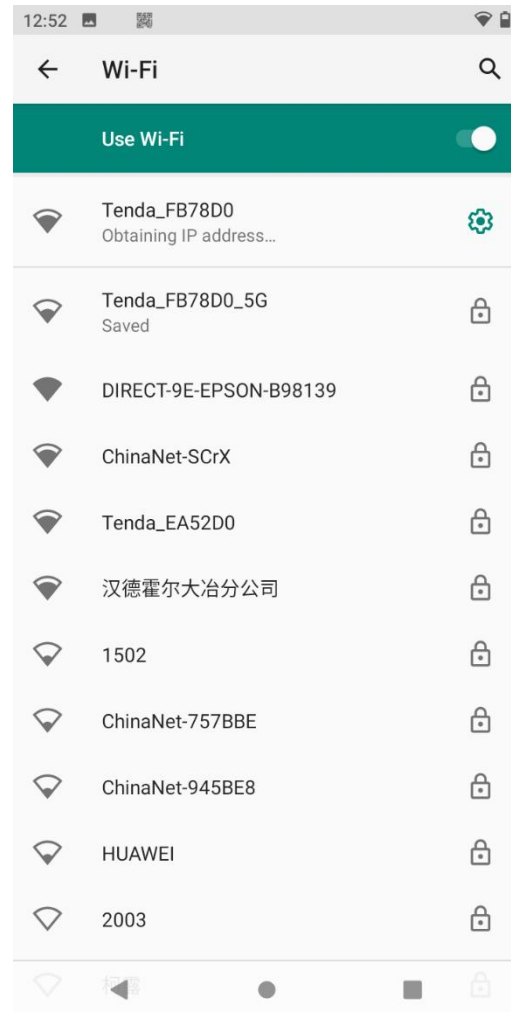 12:52
Wi-Fi
Use Wi-Fi
Tenda_FB78D0
Obtaining IP address...
Tenda_FB78D0_5G
Saved
DIRECT-9E-EPSON-B98139
ChinaNet-SCrX
Tenda_EA52D0
汉德霍尔大冶分公司
1502
ChinaNet-757BBE
ChinaNet-945BE8
HUAWEI
2003